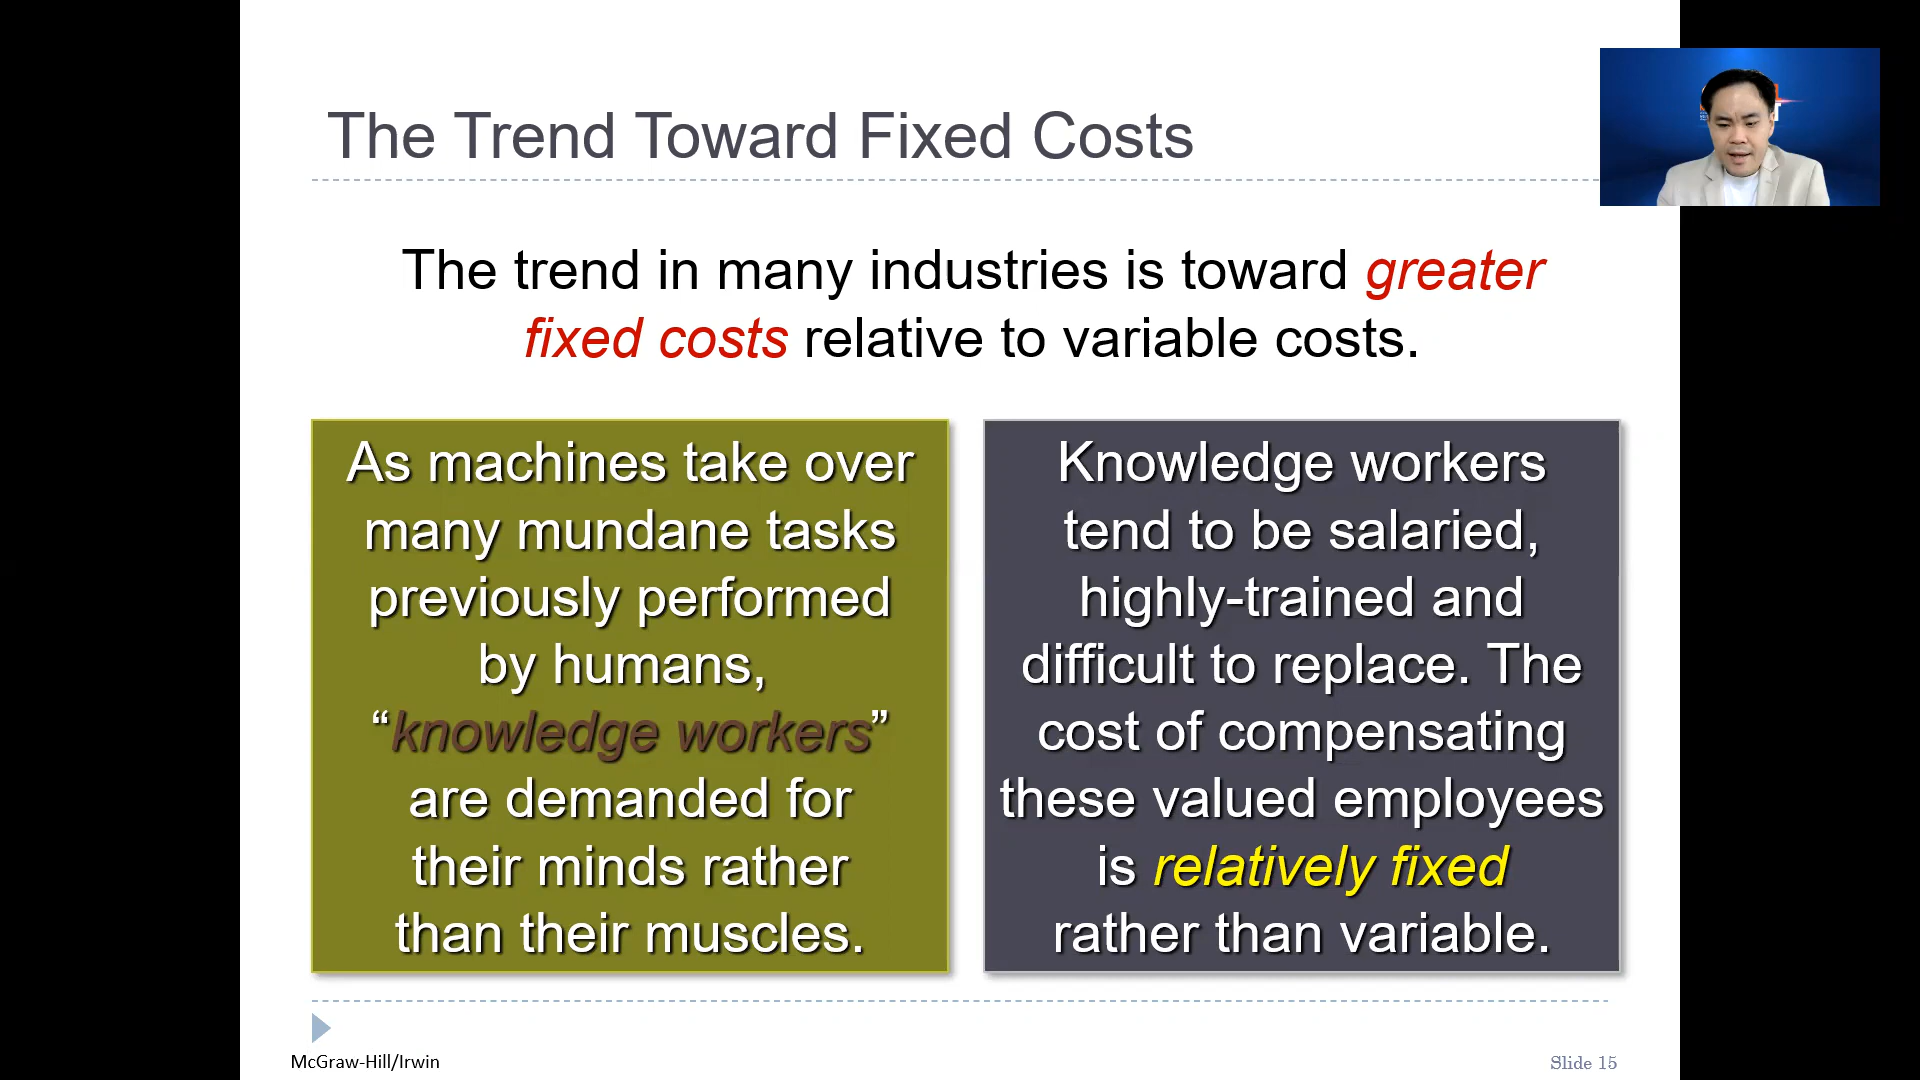 The Trend Toward Fixed Costs
The trend in many industries is toward greater
fixed costs relative to variable costs.
As machines take over
many mundane tasks
previously performed
by humans,
“knowledge workers”
are demanded for
their minds rather
than their muscles.
Knowledge workers
tend to be salaried,
highly-trained and
difficult to replace. The
cost of compensating
these valued employees
is relatively fixed
rather than variable.
McGraw-Hill/Irwin
Slide 15